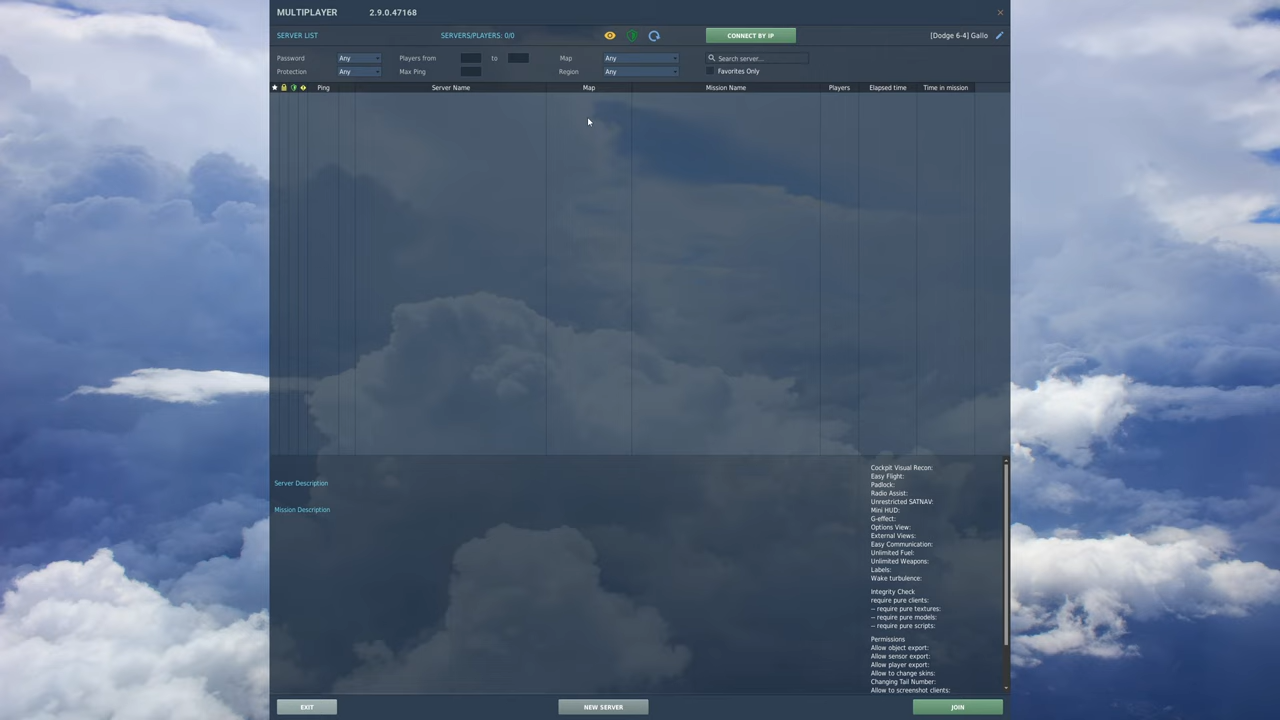 MULTIPLAYER 2.9.0.47168
SERVER LIST SERVERS/PLAYERS: 0/0 CONNECT BY IP [Dodge 6-4] Gallo
Password Any Players from to Map Any Search server...
Protection Any Max Ping Region Any Favorites Only
Ping Server Name Map Mission Name Players Elapsed time Time in mission
Server Description
Mission Description
Cockpit Visual Recon:
Easy Flight:
Padlock:
Radio Assist:
Unrestricted SATNAV:
Mini HUD:
G-effect:
Options View:
External Views:
Easy Communication:
Unlimited Fuel:
Unlimited Weapons:
Labels:
Wake turbulence:
Integrity Check
require pure clients:
-- require pure textures:
-- require pure models:
-- require pure scripts:
Permissions
Allow object export:
Allow sensor export:
Allow player export:
Allow to change skins:
Changing Tail Number:
Allow to screenshot clients:
EXIT NEW SERVER JOIN